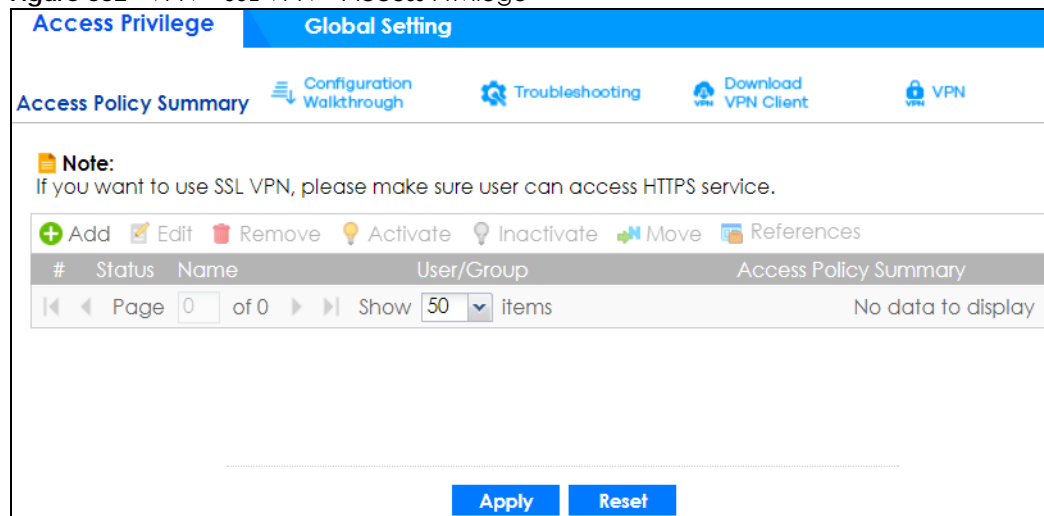 Access Privilege Global Setting
Access Policy Summary Configuration Walkthrough Troubleshooting Download VPN Client VPN
Note:
If you want to use SSL VPN, please make sure user can access HTTPS service.
Add Edit Remove Activate Inactivate Move References
# Status Name User/Group Access Policy Summary
Page 0 of 0 Show 50 items No data to display
Apply Reset